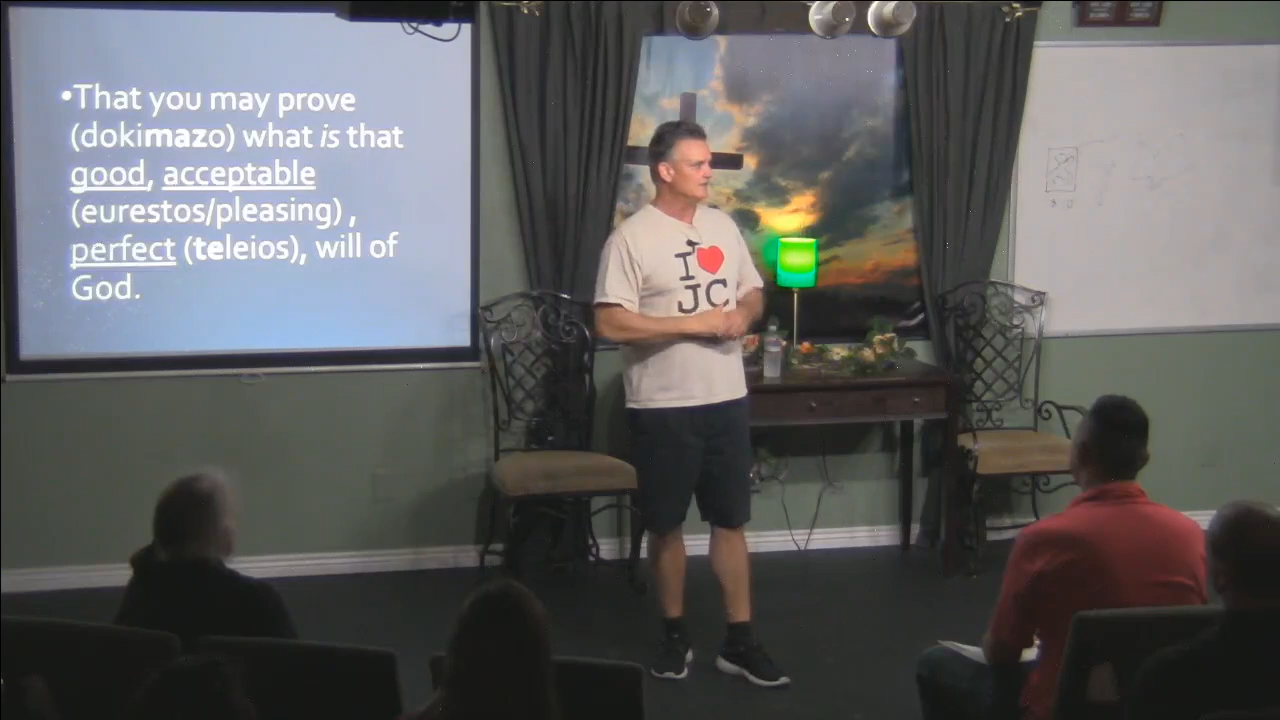 •That you may prove
(dokimazo) what is that
good, acceptable
(eurestos/pleasing) ,
perfect (teleios), will of
God.
I ❤
JC